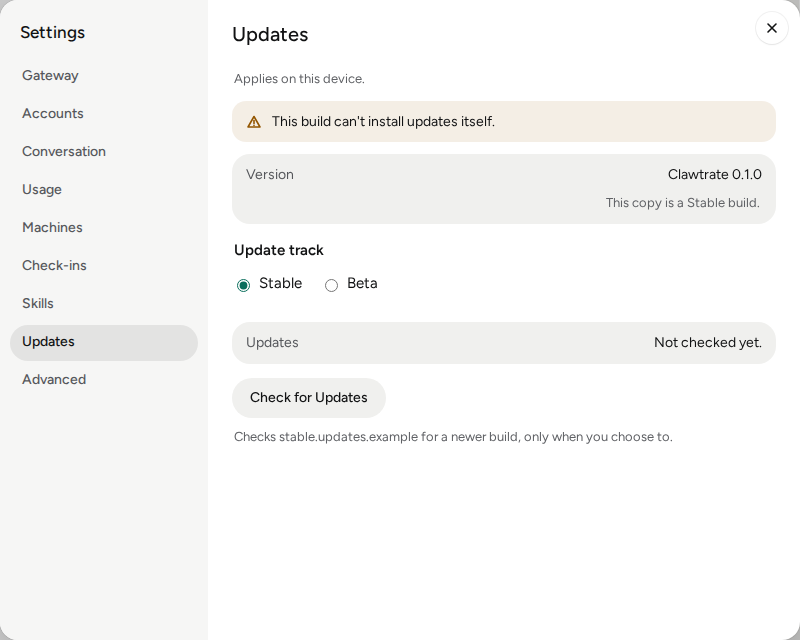 Settings
Gateway
Accounts
Conversation
Usage
Machines
Check-ins
Skills
Updates
Advanced
Updates
Applies on this device.
This build can't install updates itself.
Version Clawtrate 0.1.0
This copy is a Stable build.
Update track
Stable Beta
Updates Not checked yet.
Check for Updates
Checks stable.updates.example for a newer build, only when you choose to.